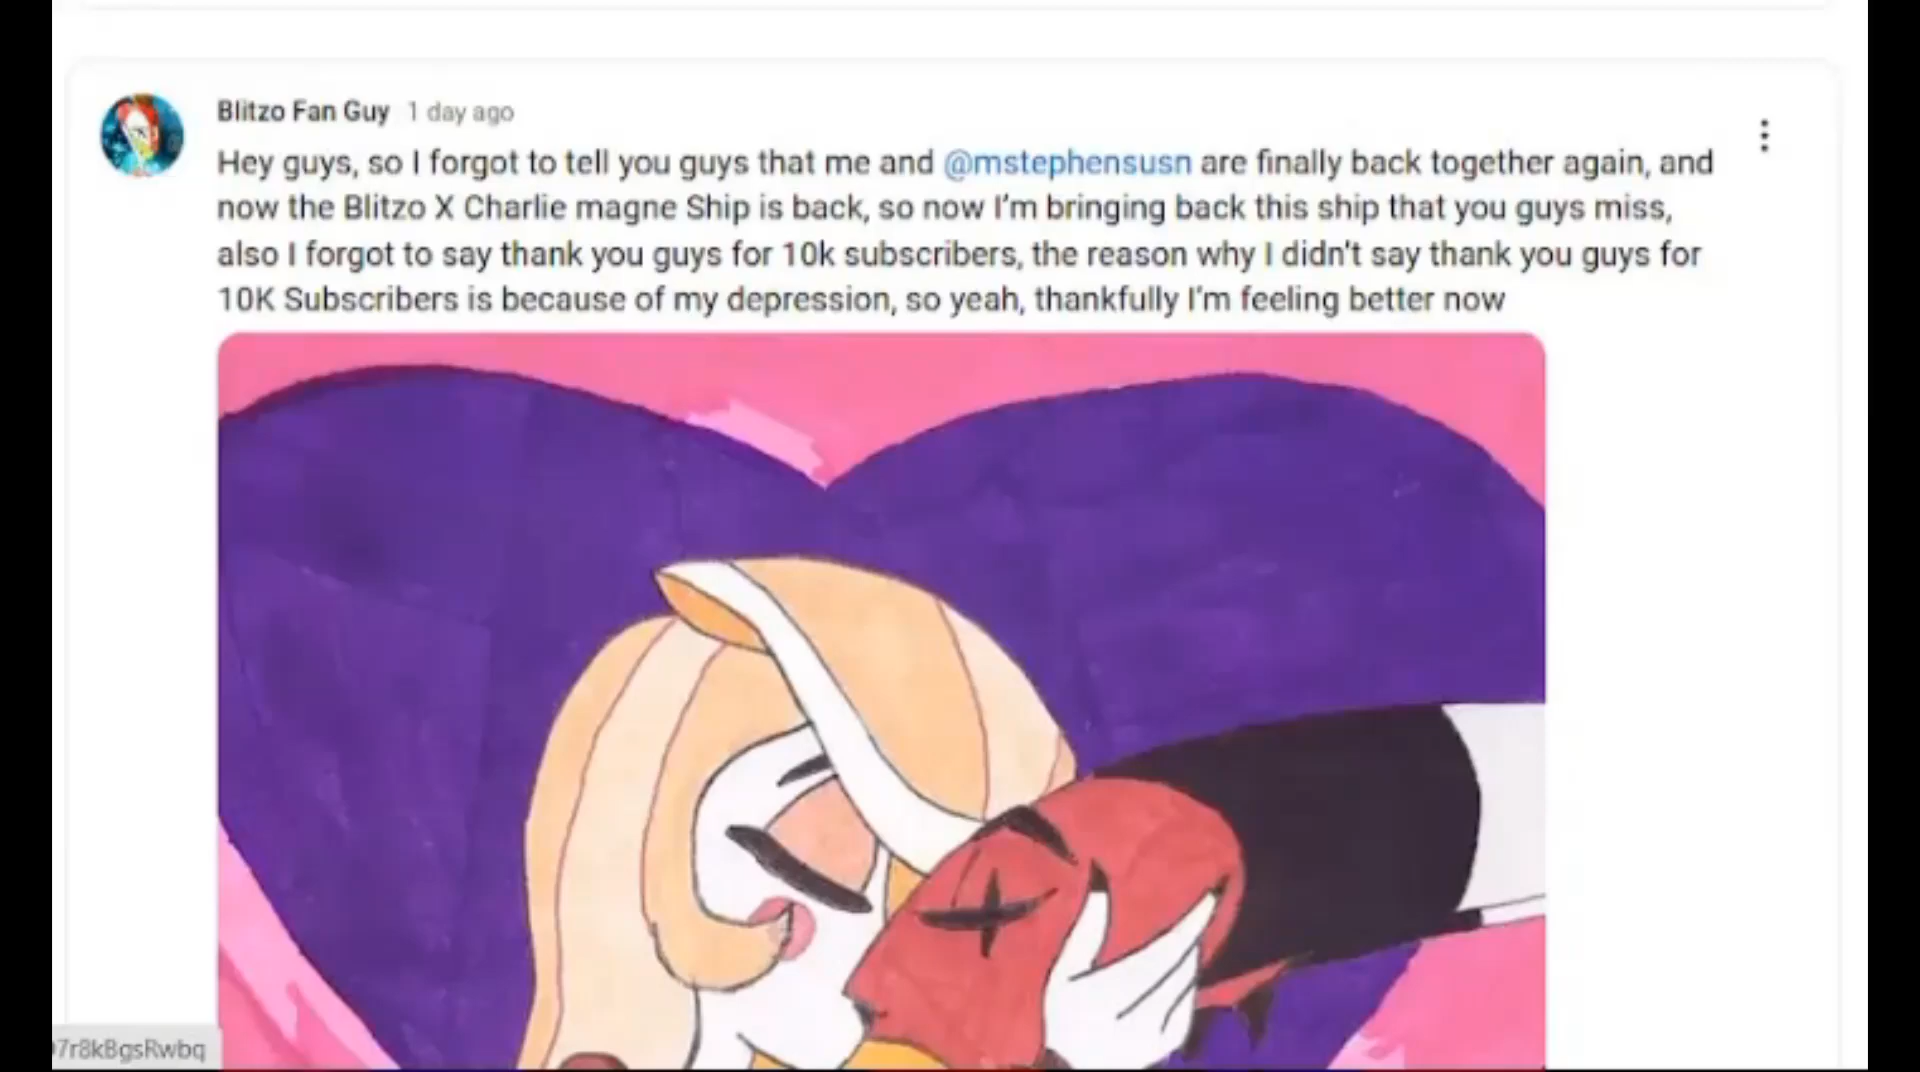 Blitzo Fan Guy 1 day ago
Hey guys, so I forgot to tell you guys that me and @mstephensusn are finally back together again, and
now the Blitzo X Charlie magne Ship is back, so now I'm bringing back this ship that you guys miss,
also I forgot to say thank you guys for 10k subscribers, the reason why I didn't say thank you guys for
10K Subscribers is because of my depression, so yeah, thankfully I'm feeling better now
7r8kBgsRwbq